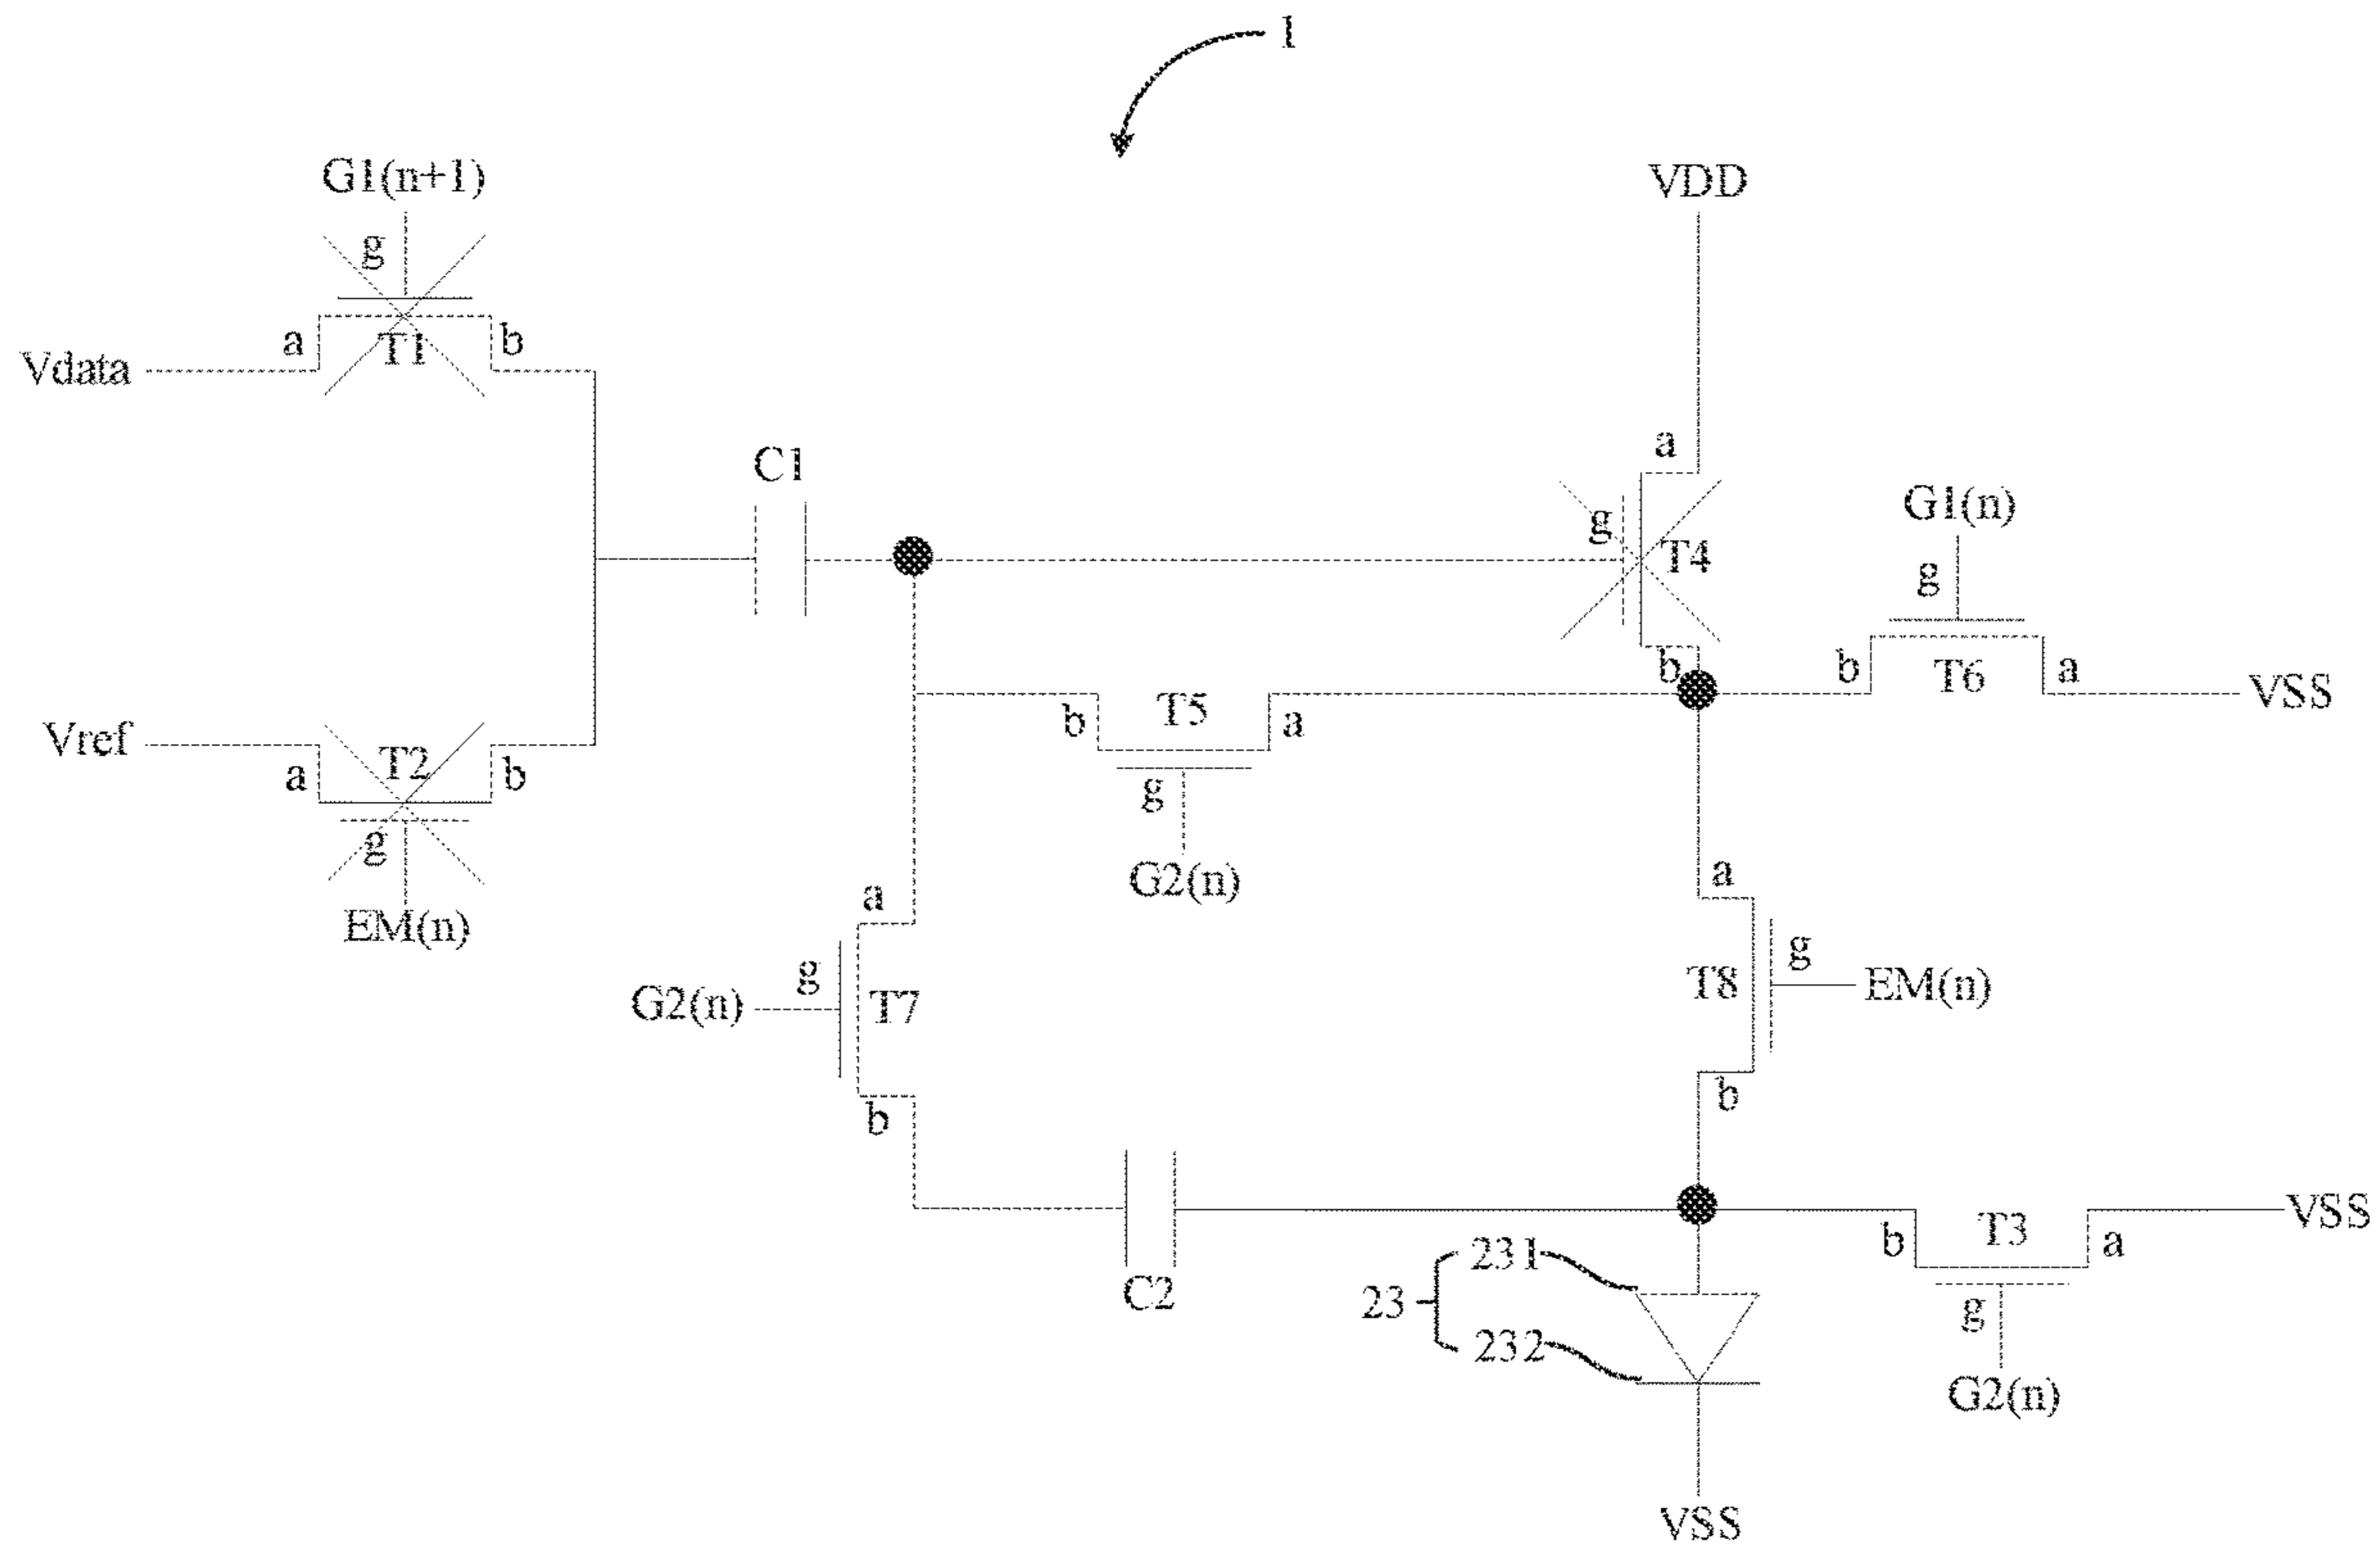 1
G1(n+1)
g
a
T1
b
Vdata
VDD
C1
a
g
T4
b
G1(n)
g
b
T6
a
VSS
Vref
a
T2
b
g
EM(n)
b
T5
a
g
G2(n)
a
g
T7
G2(n)
b
a
g
T8
EM(n)
b
C2
b
T3
a
VSS
g
G2(n)
23
231
232
VSS